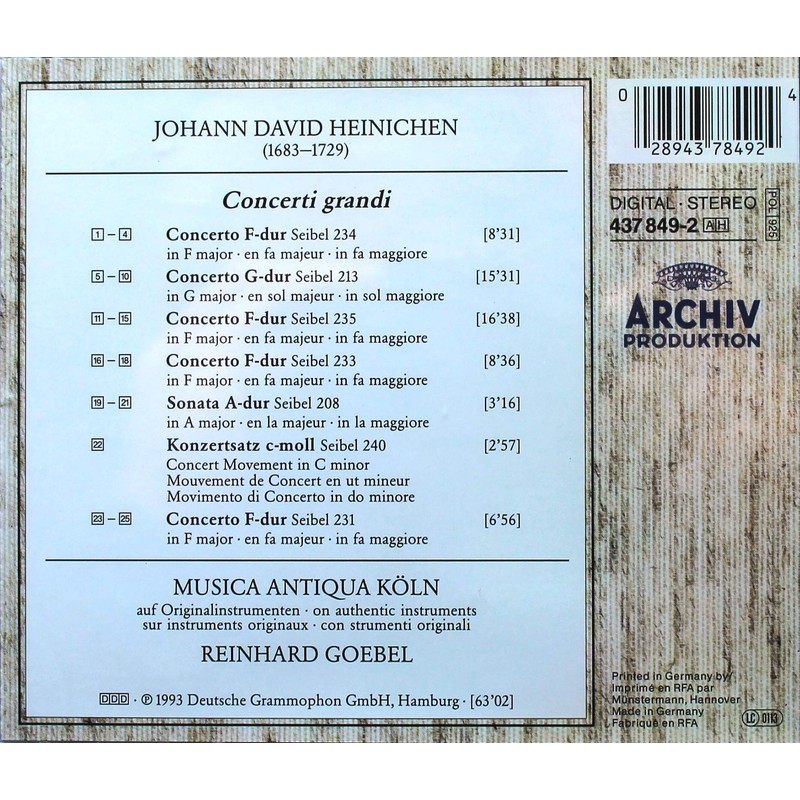 JOHANN DAVID HEINICHEN
(1683–1729)
Concerti grandi
1 – 4 Concerto F-dur Seibel 234 [8'31]
in F major · en fa majeur · in fa maggiore
5 – 10 Concerto G-dur Seibel 213 [15'31]
in G major · en sol majeur · in sol maggiore
11 – 15 Concerto F-dur Seibel 235 [16'38]
in F major · en fa majeur · in fa maggiore
16 – 18 Concerto F-dur Seibel 233 [8'36]
in F major · en fa majeur · in fa maggiore
19 – 21 Sonata A-dur Seibel 208 [3'16]
in A major · en la majeur · in la maggiore
22 Konzertsatz c-moll Seibel 240 [2'57]
Concert Movement in C minor
Mouvement de Concert en ut mineur
Movimento di Concerto in do minore
23 – 25 Concerto F-dur Seibel 231 [6'56]
in F major · en fa majeur · in fa maggiore
MUSICA ANTIQUA KÖLN
auf Originalinstrumenten · on authentic instruments
sur instruments originaux · con strumenti originali
REINHARD GOEBEL
DDD · ℗ 1993 Deutsche Grammophon GmbH, Hamburg · [63'02]
0 28943 78492 4
DIGITAL · STEREO
437 849-2 AH
POL 925
ARCHIV
PRODUKTION
Printed in Germany by/
Imprimé en RFA par
Münstermann, Hannover
Made in Germany
Fabriqué en RFA
LC 0113